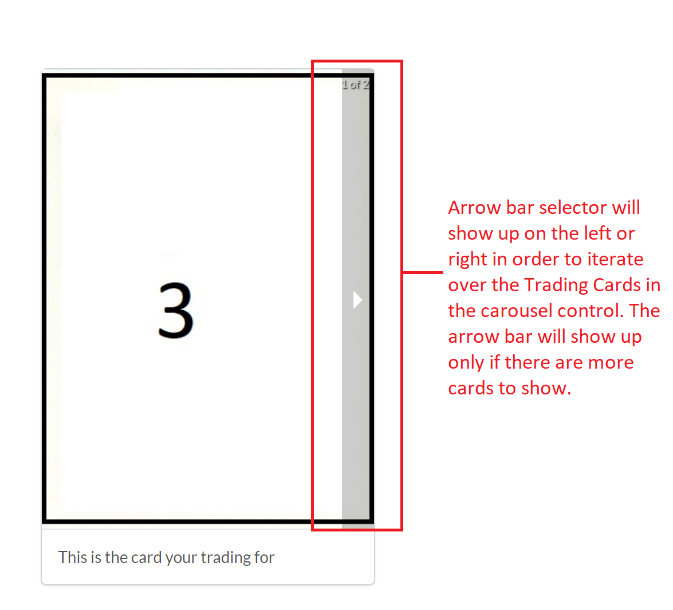 1 of 2
3
Arrow bar selector will
show up on the left or
right in order to iterate
over the Trading Cards in
the carousel control. The
arrow bar will show up
only if there are more
cards to show.
This is the card your trading for